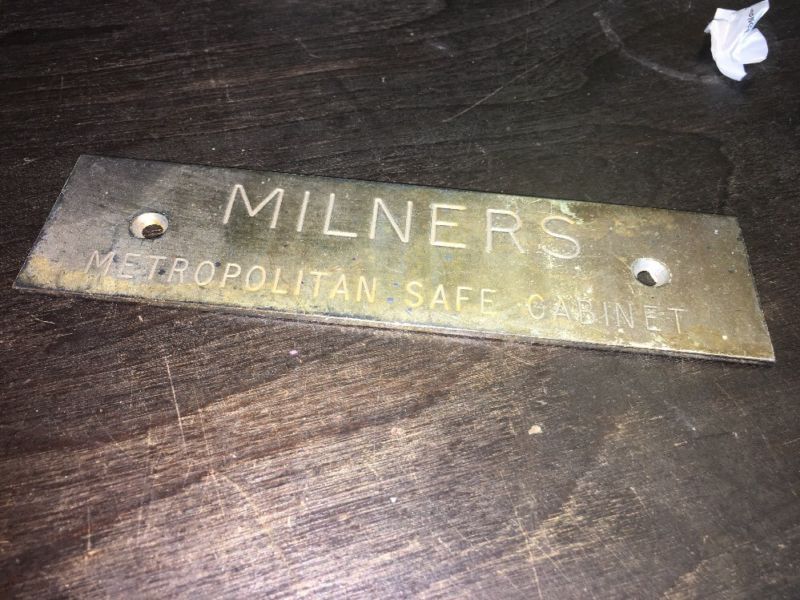 MILNERS
METROPOLITAN SAFE CABINET